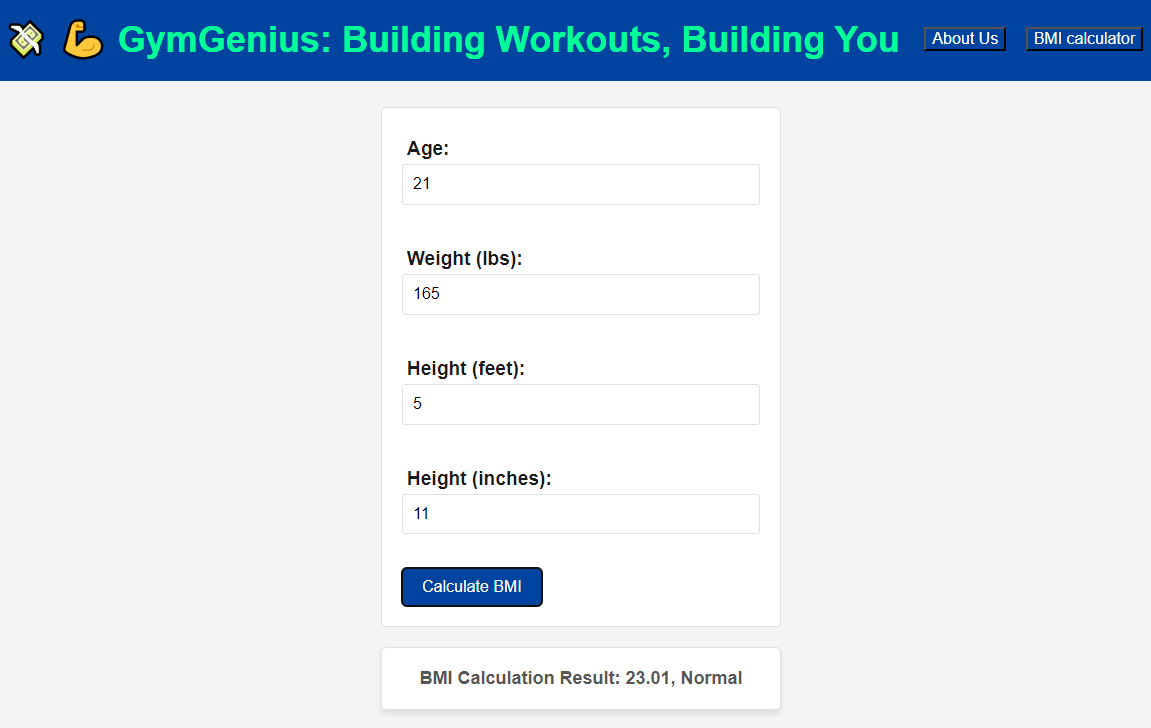 GymGenius: Building Workouts, Building You
About Us
BMI calculator
Age:
21
Weight (lbs):
165
Height (feet):
5
Height (inches):
11
Calculate BMI
BMI Calculation Result: 23.01, Normal